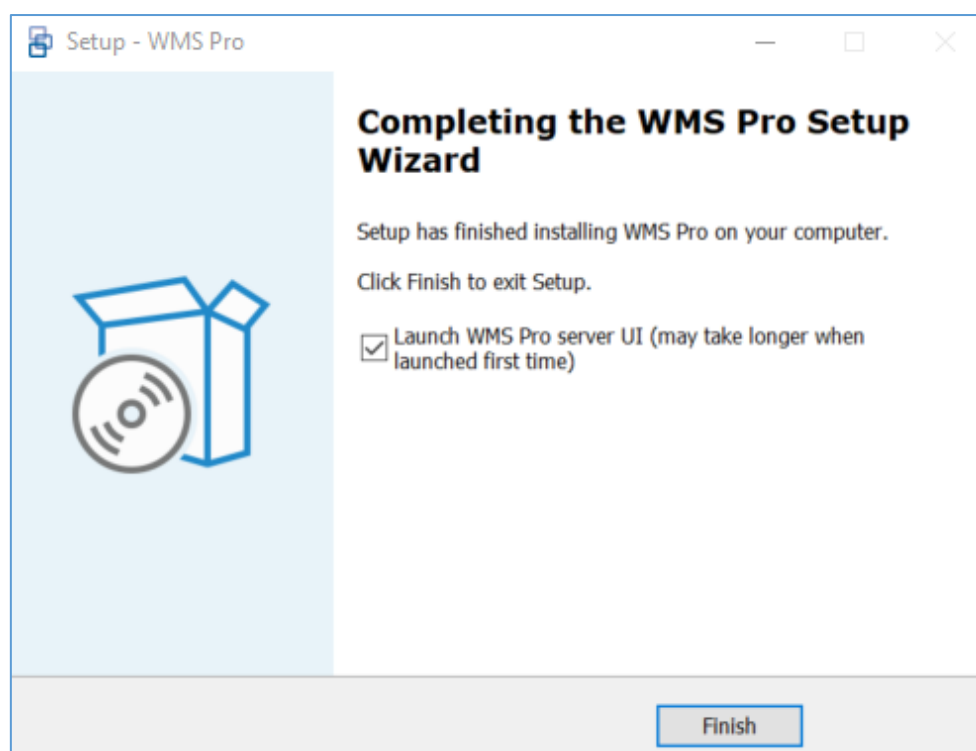 Setup - WMS Pro
Completing the WMS Pro Setup
Wizard
Setup has finished installing WMS Pro on your computer.
Click Finish to exit Setup.
Launch WMS Pro server UI (may take longer when
launched first time)
Finish